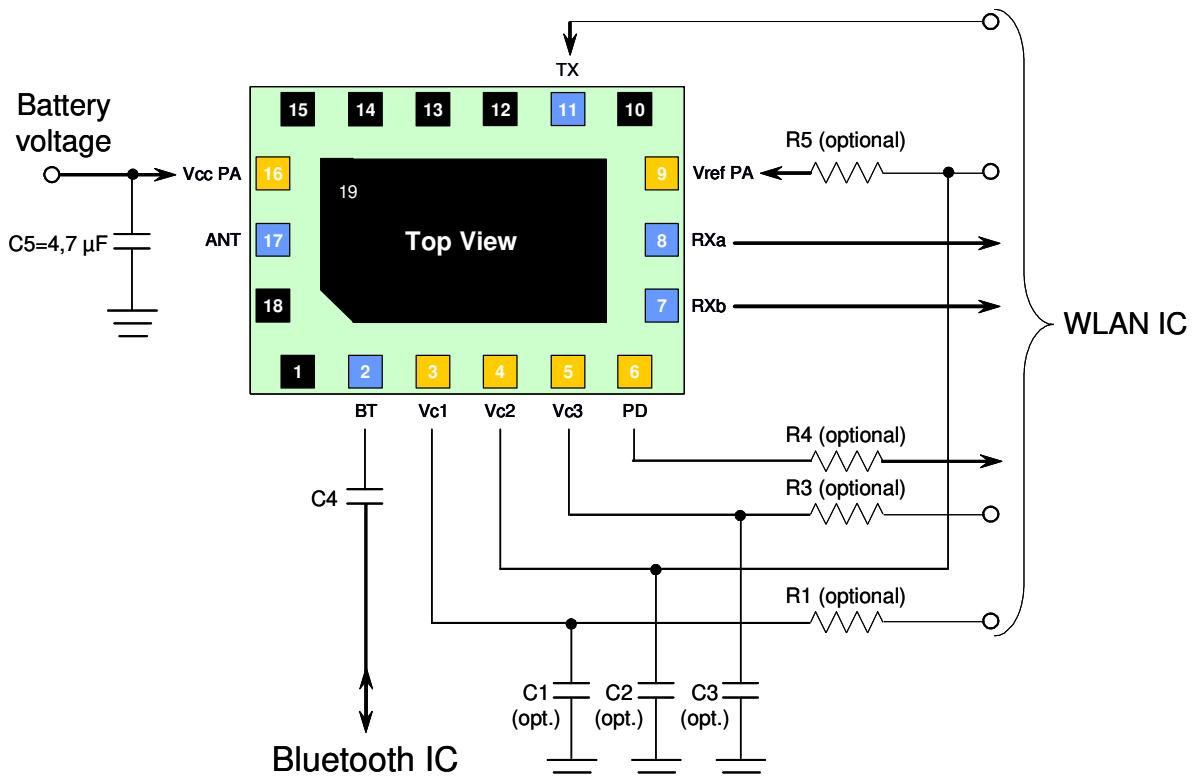 TX
15 14 13 12 11 10
Battery
voltage
R5 (optional)
Vcc PA 16 19 9 Vref PA
C5=4,7 µF
ANT 17 Top View 8 RXa
18 7 RXb
WLAN IC
1 2 3 4 5 6
BT Vc1 Vc2 Vc3 PD
R4 (optional)
C4
R3 (optional)
R1 (optional)
C1
(opt.)
C2
(opt.)
C3
(opt.)
Bluetooth IC